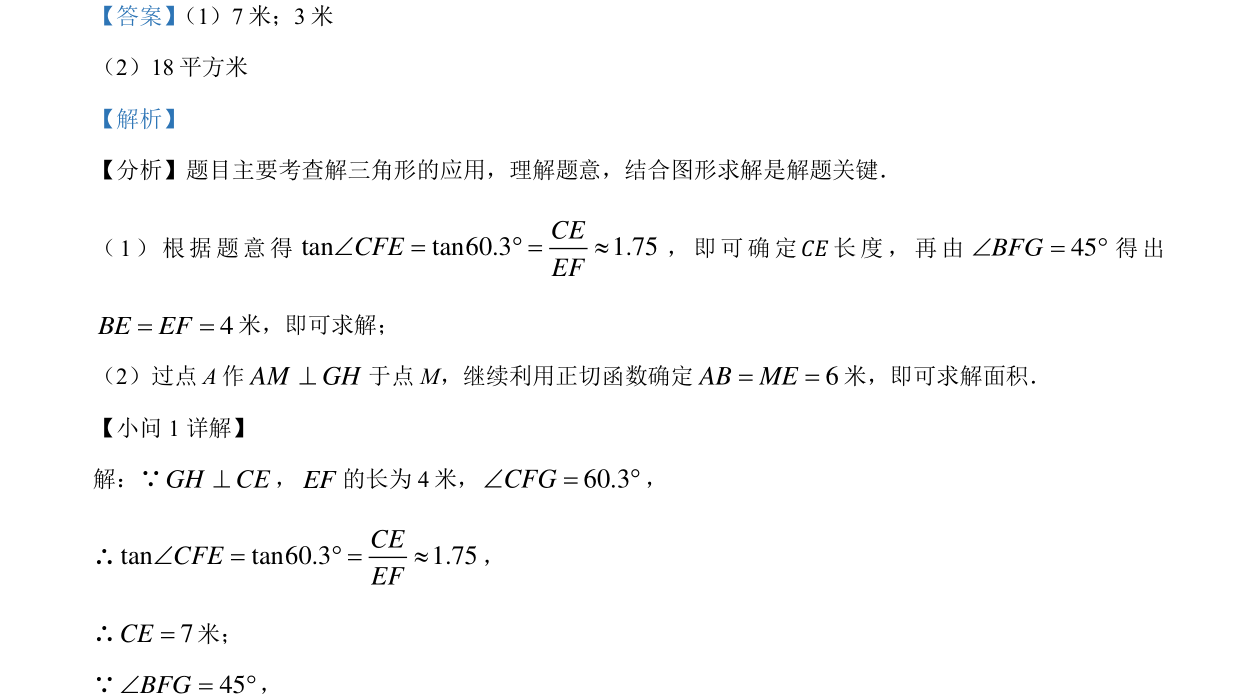 【答案】（1）7 米；3 米
（2）18 平方米
【解析】
【分析】题目主要考查解三角形的应用，理解题意，结合图形求解是解题关键．
（1）根据题意得 tan∠CFE = tan60.3° = CE/EF ≈1.75 ，即可确定CE 长度，再由 ∠BFG = 45° 得出
BE = EF = 4 米，即可求解；
（2）过点 A 作 AM ⊥ GH 于点 M，继续利用正切函数确定 AB = ME = 6 米，即可求解面积．
【小问 1 详解】
解：∵ GH ⊥ CE， EF 的长为 4 米，∠CFG = 60.3°，
∴ tan∠CFE = tan60.3° = CE/EF ≈1.75，
∴ CE = 7 米；
∵ ∠BFG = 45°，